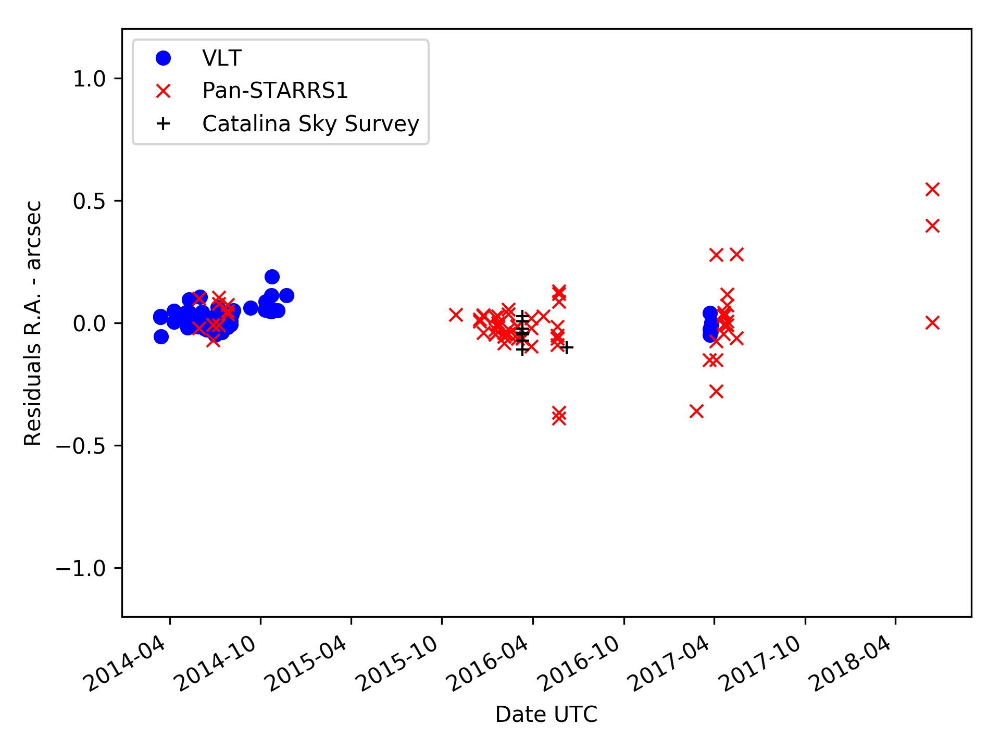 VLT
Pan-STARRS1
Catalina Sky Survey
1.0
0.5
0.0
−0.5
−1.0
Residuals R.A. - arcsec
2014-04
2014-10
2015-04
2015-10
2016-04
2016-10
2017-04
2017-10
2018-04
Date UTC